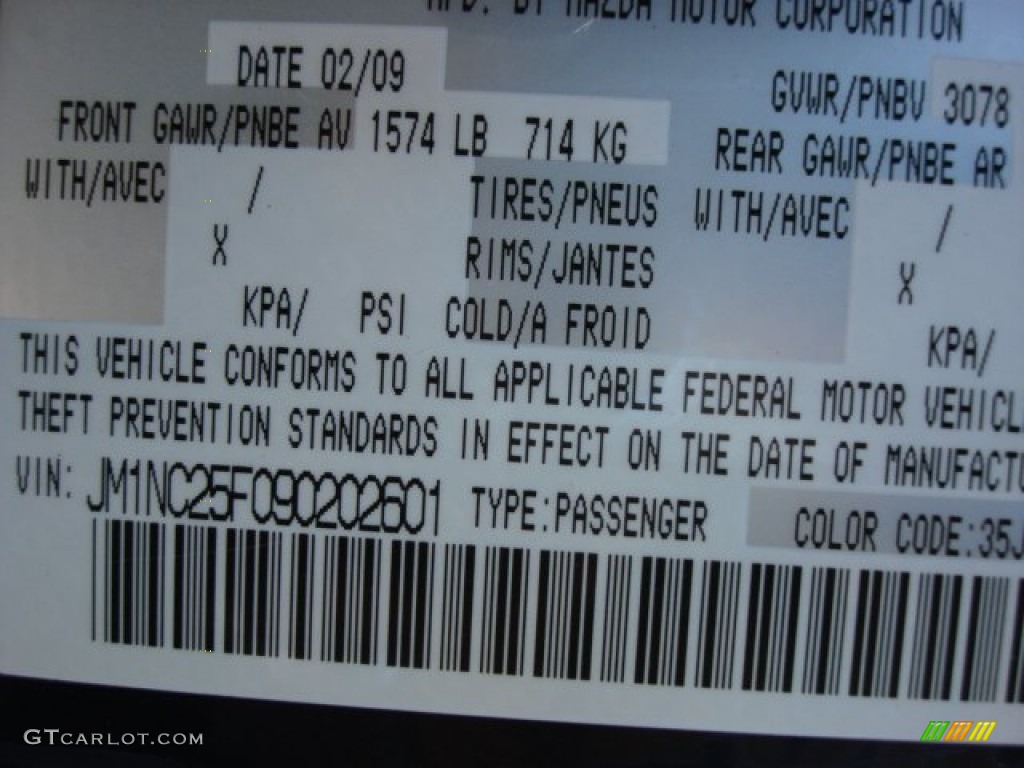 MFD. BY MAZDA MOTOR CORPORATION
DATE 02/09
GVWR/PNBV 3078
FRONT GAWR/PNBE AV 1574 LB 714 KG
REAR GAWR/PNBE AR
WITH/AVEC / TIRES/PNEUS WITH/AVEC /
X RIMS/JANTES X
KPA/ PSI COLD/A FROID KPA/
THIS VEHICLE CONFORMS TO ALL APPLICABLE FEDERAL MOTOR VEHICL
THEFT PREVENTION STANDARDS IN EFFECT ON THE DATE OF MANUFACTU
VIN: JM1NC25F090202601 TYPE:PASSENGER COLOR CODE:35J
GTCARLOT.COM